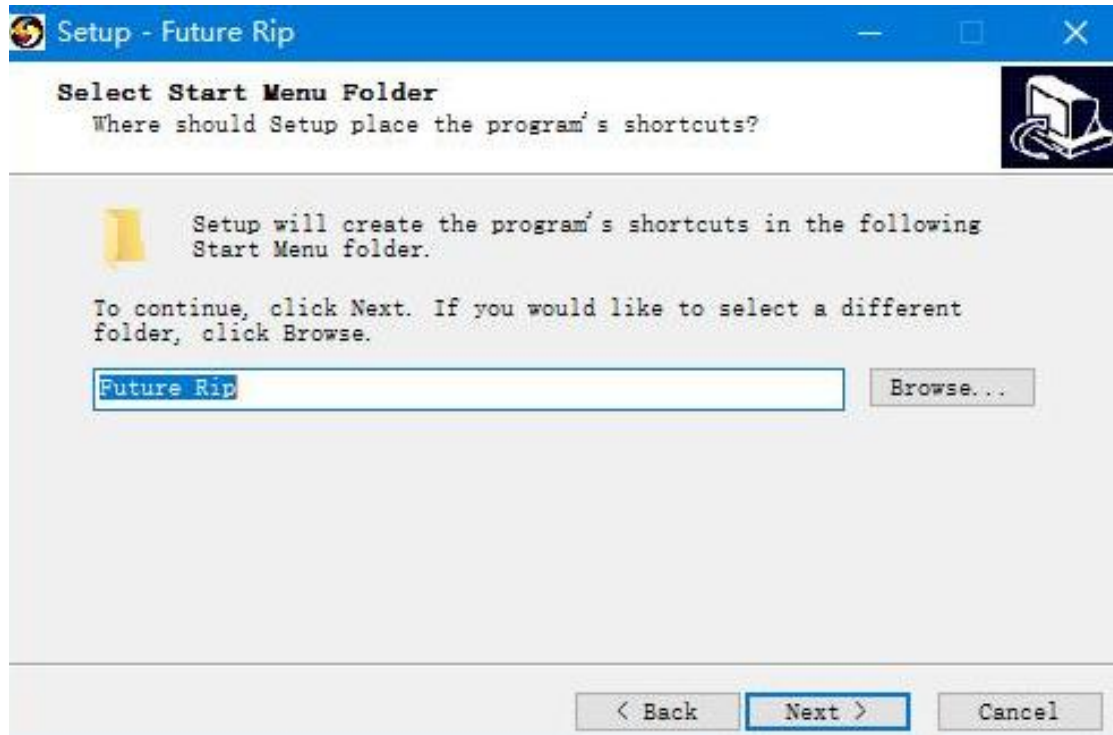 Setup - Future Rip
Select Start Menu Folder
Where should Setup place the program's shortcuts?
Setup will create the program's shortcuts in the following
Start Menu folder.
To continue, click Next. If you would like to select a different
folder, click Browse.
Future Rip
Browse...
< Back
Next >
Cancel